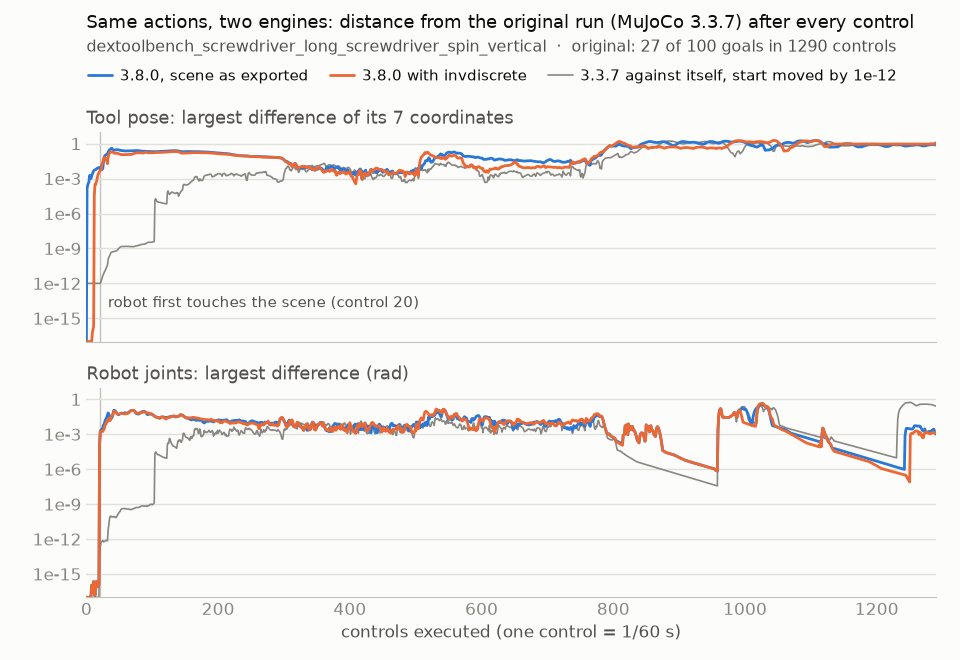 Same actions, two engines: distance from the original run (MuJoCo 3.3.7) after every control
dextoolbench_screwdriver_long_screwdriver_spin_vertical · original: 27 of 100 goals in 1290 controls
3.8.0, scene as exported
3.8.0 with invdiscrete
3.3.7 against itself, start moved by 1e-12
Tool pose: largest difference of its 7 coordinates
1
1e-3
1e-6
1e-9
1e-12
robot first touches the scene (control 20)
1e-15
Robot joints: largest difference (rad)
1
1e-3
1e-6
1e-9
1e-12
1e-15
0 200 400 600 800 1000 1200
controls executed (one control = 1/60 s)